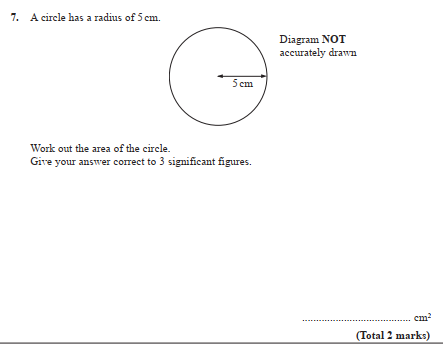 7. A circle has a radius of 5 cm.
Diagram NOT
accurately drawn
5 cm
Work out the area of the circle.
Give your answer correct to 3 significant figures.
...................................... cm²
(Total 2 marks)